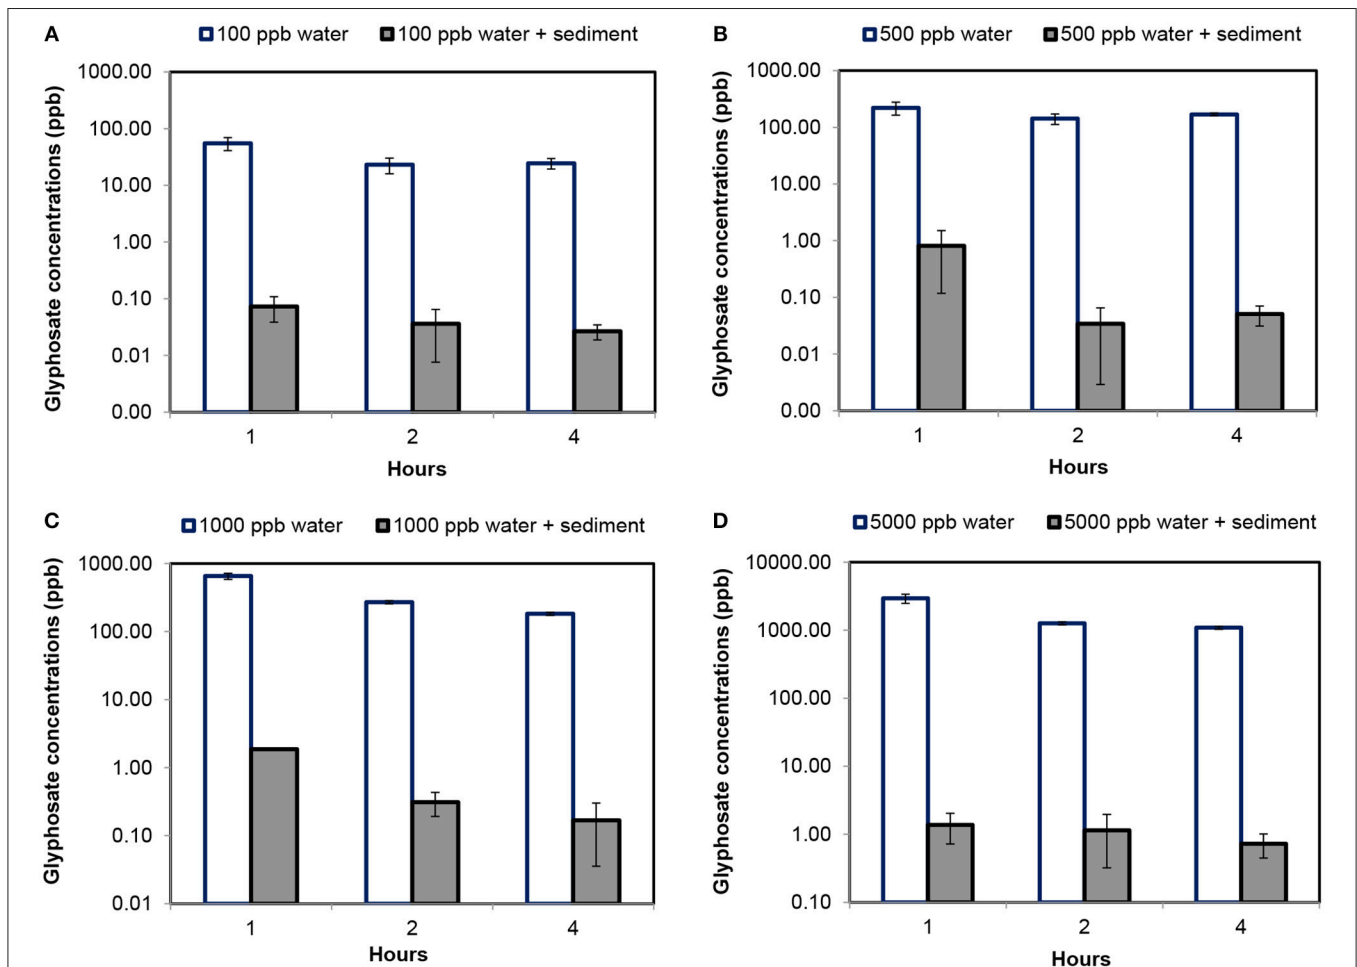 A
100 ppb water 100 ppb water + sediment
Glyphosate concentrations (ppb)
1000.00
100.00
10.00
1.00
0.10
0.01
0.00
1 2 4
Hours
B
500 ppb water 500 ppb water + sediment
Glyphosate concentrations (ppb)
1000.00
100.00
10.00
1.00
0.10
0.01
0.00
1 2 4
Hours
C
1000 ppb water 1000 ppb water + sediment
Glyphosate concentrations (ppb)
1000.00
100.00
10.00
1.00
0.10
0.01
1 2 4
Hours
D
5000 ppb water 5000 ppb water + sediment
Glyphosate concentrations (ppb)
10000.00
1000.00
100.00
10.00
1.00
0.10
1 2 4
Hours